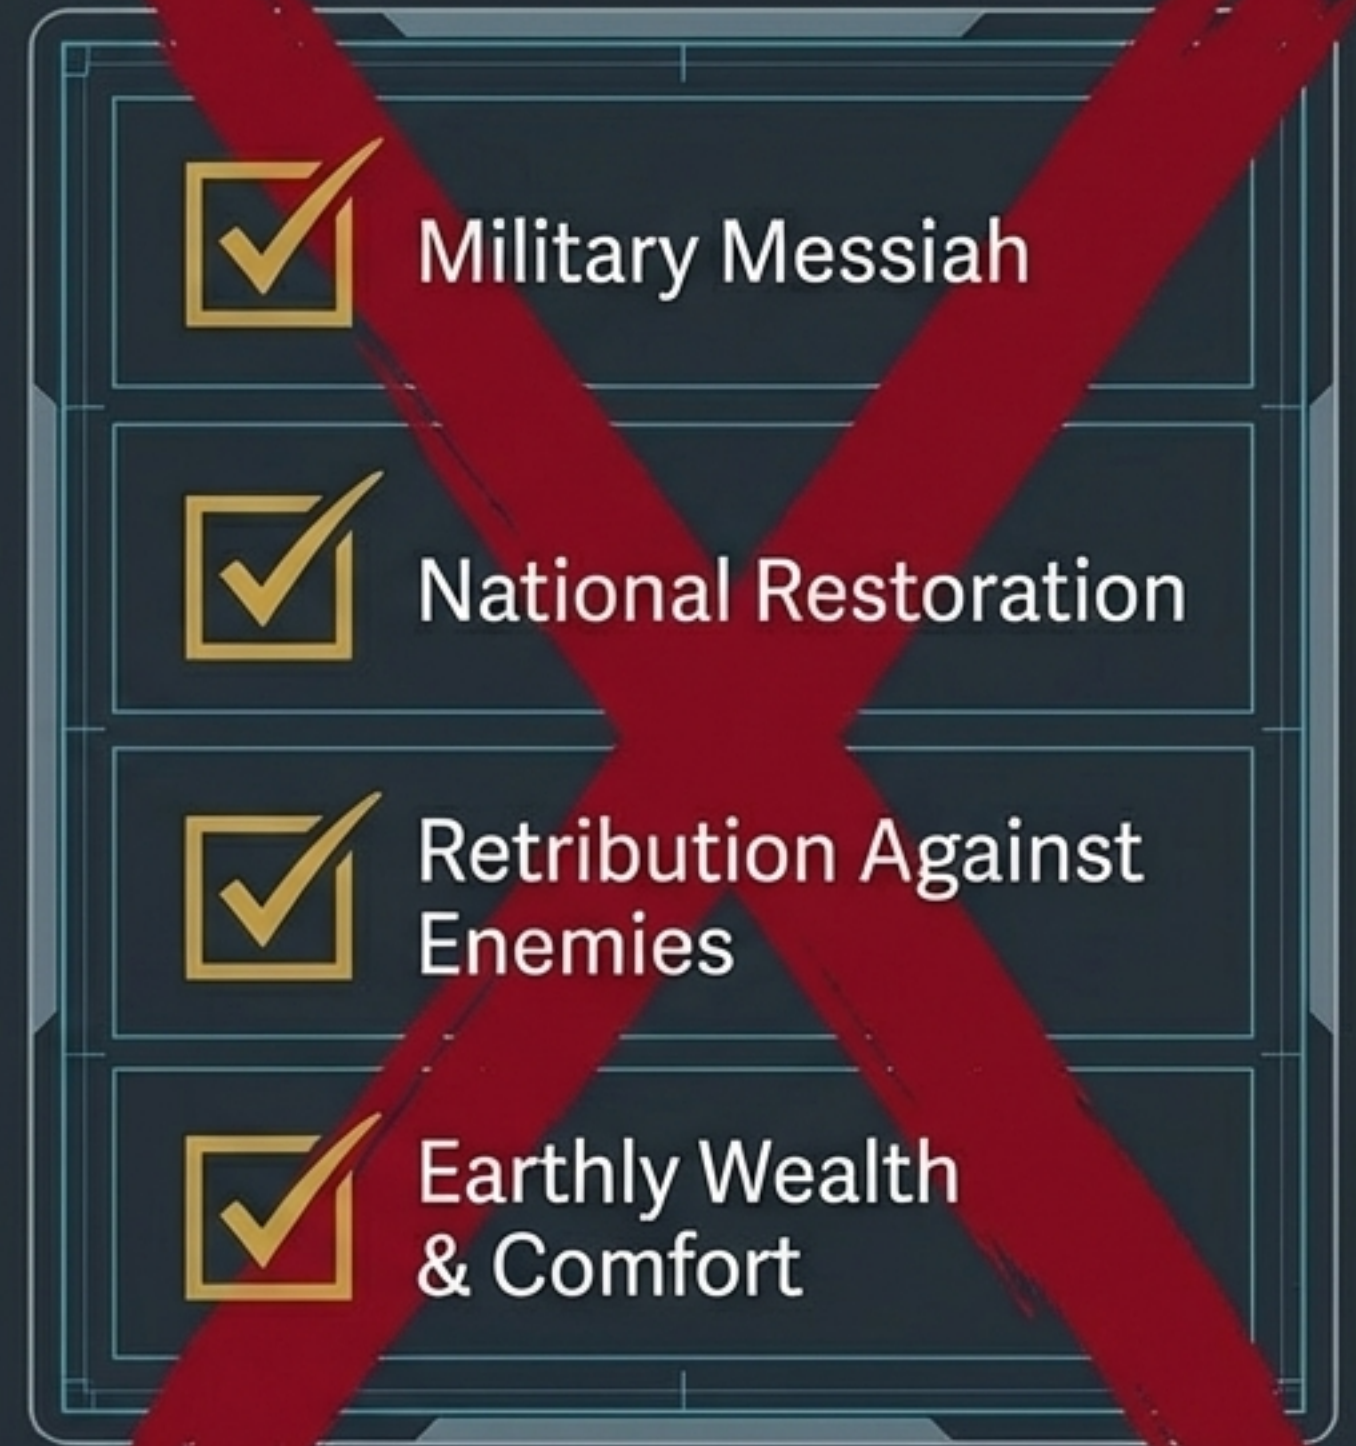 Military Messiah
National Restoration
Retribution Against
Enemies
Earthly Wealth
& Comfort